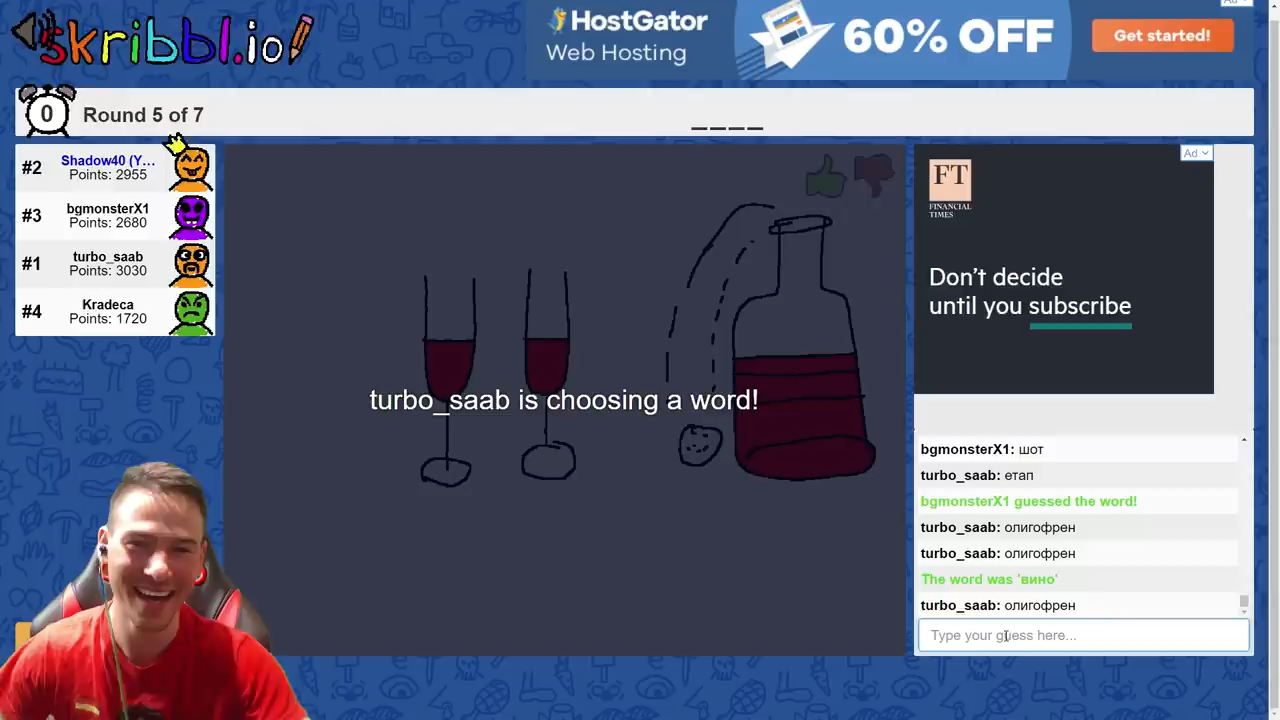 skribbl.io
HostGator
Web Hosting
60% OFF
Get started!
Ad
0
Round 5 of 7
____
#2
Shadow40 (Y...
Points: 2955
#3
bgmonsterX1
Points: 2680
#1
turbo_saab
Points: 3030
#4
Kradeca
Points: 1720
turbo_saab is choosing a word!
Ad
FT
FINANCIAL
TIMES
Don't decide
until you subscribe
bgmonsterX1: шот
turbo_saab: етап
bgmonsterX1 guessed the word!
turbo_saab: олигофрен
turbo_saab: олигофрен
The word was 'вино'
turbo_saab: олигофрен
Type your guess here...